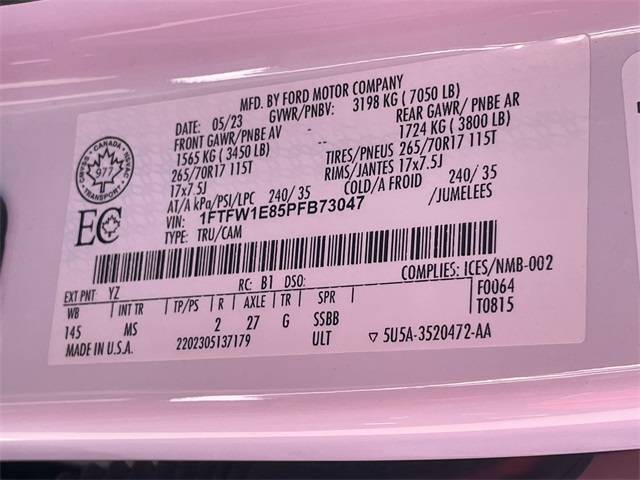 MFD. BY FORD MOTOR COMPANY
DATE: 05/23 GVWR/PNBV: 3198 KG ( 7050 LB)
FRONT GAWR/PNBE AV REAR GAWR/ PNBE AR
1565 KG ( 3450 LB) 1724 KG ( 3800 LB)
265/70R17 115T TIRES/PNEUS 265/70R17 115T
17x7.5J RIMS/JANTES 17x7.5J
AT/A kPa/PSI/LPC 240/ 35 COLD/A FROID 240/ 35
VIN: 1FTFW1E85PFB73047 /JUMELEES
TYPE: TRU/CAM
CANADA
977
TRANSPORT
EC
COMPLIES: ICES/NMB-002
EXT PNT YZ RC: B1 DSO: F0064
WB INT TR TP/PS R AXLE TR SPR T0815
145 MS 2 27 G SSBB
MADE IN U.S.A. 2202305137179 ULT ▽ 5U5A-3520472-AA